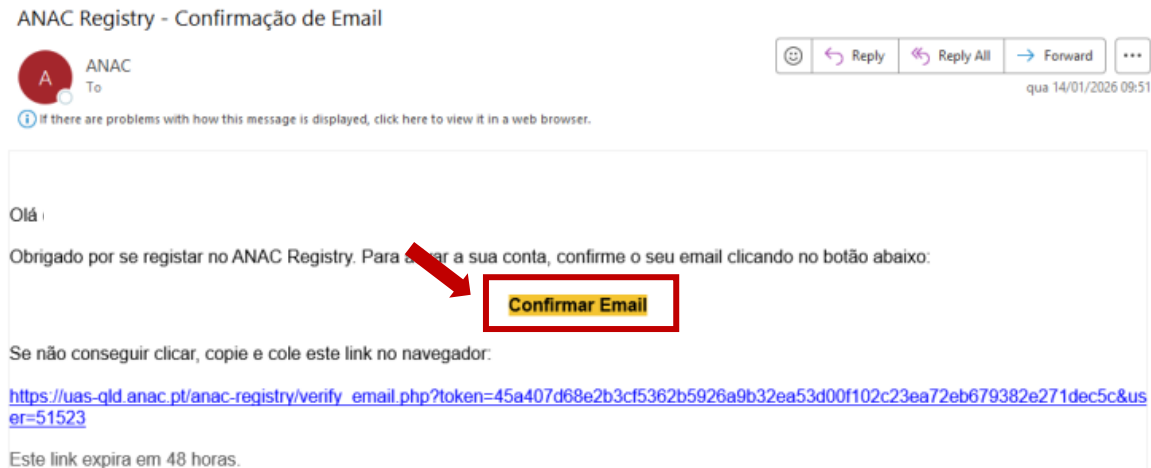 ANAC Registry - Confirmação de Email
A
ANAC
To
Reply
Reply All
Forward
qua 14/01/2026 09:51
If there are problems with how this message is displayed, click here to view it in a web browser.
Olá
Obrigado por se registar no ANAC Registry. Para a sua conta, confirme o seu email clicando no botão abaixo:
Confirmar Email
Se não conseguir clicar, copie e cole este link no navegador:
https://uas-qld.anac.pt/anac-registry/verify_email.php?token=45a407d68e2b3cf5362b5926a9b32ea53d00f102c23ea72eb679382e271dec5c&us
er=51523
Este link expira em 48 horas.